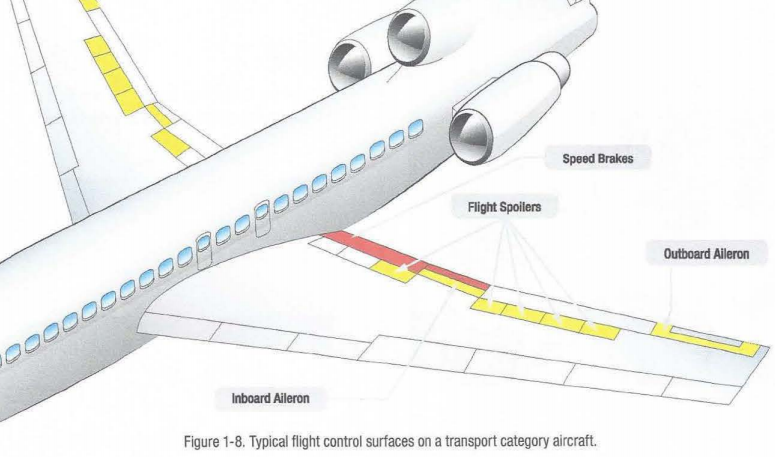 Speed Brakes
Flight Spoilers
Outboard Aileron
Inboard Aileron
Figure 1-8. Typical flight control surfaces on a transport category aircraft.